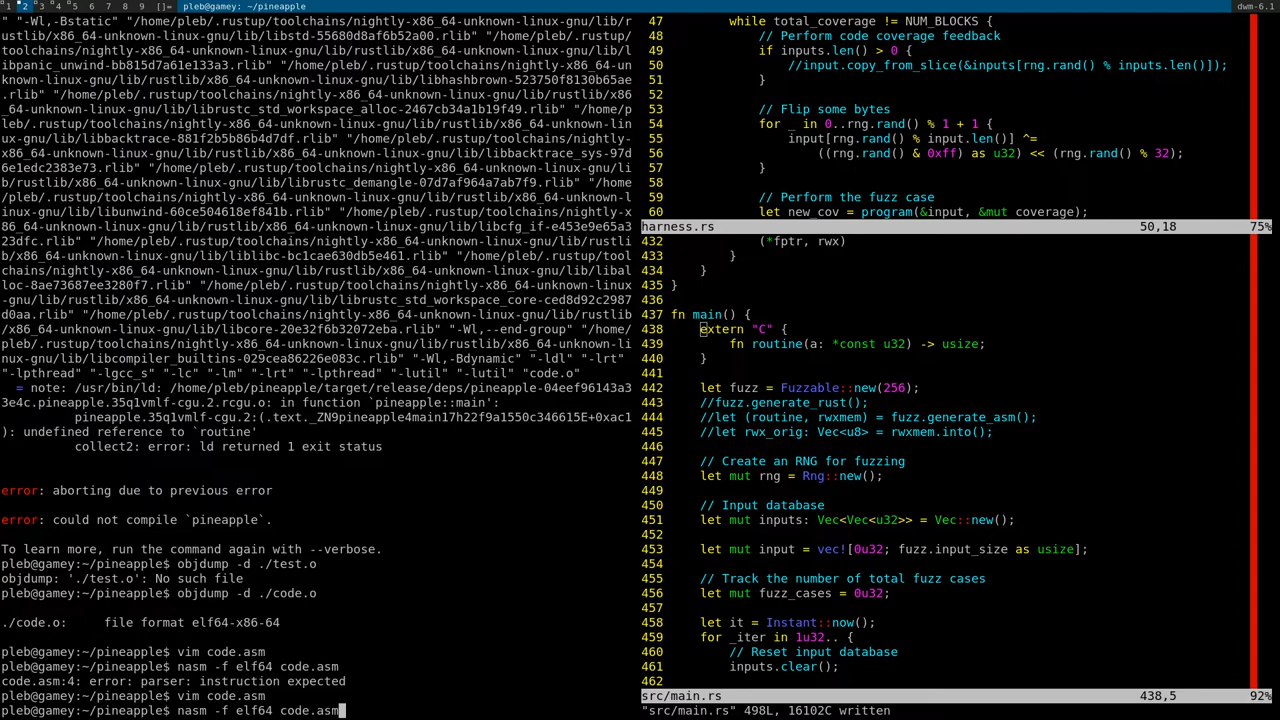 1 2 3 4 5 6 7 8 9 []= pleb@gamey: ~/pineapple dwm-6.1
" "-Wl,-Bstatic" "/home/pleb/.rustup/toolchains/nightly-x86_64-unknown-linux-gnu/lib/r
ustlib/x86_64-unknown-linux-gnu/lib/libstd-55680d8af6b52a00.rlib" "/home/pleb/.rustup/
toolchains/nightly-x86_64-unknown-linux-gnu/lib/rustlib/x86_64-unknown-linux-gnu/lib/l
ibpanic_unwind-bb815d7a61e133a3.rlib" "/home/pleb/.rustup/toolchains/nightly-x86_64-un
known-linux-gnu/lib/rustlib/x86_64-unknown-linux-gnu/lib/libhashbrown-523750f8130b65ae
.rlib" "/home/pleb/.rustup/toolchains/nightly-x86_64-unknown-linux-gnu/lib/rustlib/x86
_64-unknown-linux-gnu/lib/librustc_std_workspace_alloc-2467cb34a1b19f49.rlib" "/home/p
leb/.rustup/toolchains/nightly-x86_64-unknown-linux-gnu/lib/rustlib/x86_64-unknown-lin
ux-gnu/lib/libbacktrace-881f2b5b86b4d7df.rlib" "/home/pleb/.rustup/toolchains/nightly-
x86_64-unknown-linux-gnu/lib/rustlib/x86_64-unknown-linux-gnu/lib/libbacktrace_sys-97d
6e1edc2383e73.rlib" "/home/pleb/.rustup/toolchains/nightly-x86_64-unknown-linux-gnu/li
b/rustlib/x86_64-unknown-linux-gnu/lib/librustc_demangle-07d7af964a7ab7f9.rlib" "/home
/pleb/.rustup/toolchains/nightly-x86_64-unknown-linux-gnu/lib/rustlib/x86_64-unknown-l
inux-gnu/lib/libunwind-60ce504618ef841b.rlib" "/home/pleb/.rustup/toolchains/nightly-x
86_64-unknown-linux-gnu/lib/rustlib/x86_64-unknown-linux-gnu/lib/libcfg_if-e453e9e65a3
23dfc.rlib" "/home/pleb/.rustup/toolchains/nightly-x86_64-unknown-linux-gnu/lib/rustli
b/x86_64-unknown-linux-gnu/lib/liblibc-bc1cae630db5e461.rlib" "/home/pleb/.rustup/tool
chains/nightly-x86_64-unknown-linux-gnu/lib/rustlib/x86_64-unknown-linux-gnu/lib/liball
loc-8ae73687ee3280f7.rlib" "/home/pleb/.rustup/toolchains/nightly-x86_64-unknown-linux
-gnu/lib/rustlib/x86_64-unknown-linux-gnu/lib/librustc_std_workspace_core-ced8d92c2987
d0aa.rlib" "/home/pleb/.rustup/toolchains/nightly-x86_64-unknown-linux-gnu/lib/rustlib
/x86_64-unknown-linux-gnu/lib/libcore-20e32f6b32072eba.rlib" "-Wl,--end-group" "/home/
pleb/.rustup/toolchains/nightly-x86_64-unknown-linux-gnu/lib/rustlib/x86_64-unknown-li
nux-gnu/lib/libcompiler_builtins-029cea86226e083c.rlib" "-Wl,-Bdynamic" "-ldl" "-lrt"
"-lpthread" "-lgcc_s" "-lc" "-lm" "-lrt" "-lpthread" "-lutil" "-lutil" "code.o"
= note: /usr/bin/ld: /home/pleb/pineapple/target/release/deps/pineapple-04eef96143a3
3e4c.pineapple.35q1vmlf-cgu.2.rcgu.o: in function `pineapple::main':
pineapple.35q1vmlf-cgu.2:(.text._ZN9pineapple4main17h22f9a1550c346615E+0xac1
): undefined reference to `routine'
collect2: error: ld returned 1 exit status
error: aborting due to previous error
error: could not compile `pineapple`.
To learn more, run the command again with --verbose.
pleb@gamey:~/pineapple$ objdump -d ./test.o
objdump: './test.o': No such file
pleb@gamey:~/pineapple$ objdump -d ./code.o
./code.o:     file format elf64-x86-64
pleb@gamey:~/pineapple$ vim code.asm
pleb@gamey:~/pineapple$ nasm -f elf64 code.asm
code.asm:4: error: parser: instruction expected
pleb@gamey:~/pineapple$ vim code.asm
pleb@gamey:~/pineapple$ nasm -f elf64 code.asm
47 while total_coverage != NUM_BLOCKS {
48 // Perform code coverage feedback
49 if inputs.len() > 0 {
50 //input.copy_from_slice(&inputs[rng.rand() % inputs.len()]);
51 }
52
53 // Flip some bytes
54 for _ in 0..rng.rand() % 1 + 1 {
55 input[rng.rand() % input.len()] ^=
56 ((rng.rand() & 0xff) as u32) << (rng.rand() % 32);
57 }
58
59 // Perform the fuzz case
60 let new_cov = program(&input, &mut coverage);
harness.rs 50,18 75%
432 (*fptr, rwx)
433 }
434 }
435 }
436
437 fn main() {
438 extern "C" {
439 fn routine(a: *const u32) -> usize;
440 }
441
442 let fuzz = Fuzzable::new(256);
443 //fuzz.generate_rust();
444 //let (routine, rwxmem) = fuzz.generate_asm();
445 //let rwx_orig: Vec<u8> = rwxmem.into();
446
447 // Create an RNG for fuzzing
448 let mut rng = Rng::new();
449
450 // Input database
451 let mut inputs: Vec<Vec<u32>> = Vec::new();
452
453 let mut input = vec![0u32; fuzz.input_size as usize];
454
455 // Track the number of total fuzz cases
456 let mut fuzz_cases = 0u32;
457
458 let it = Instant::now();
459 for _iter in 1u32.. {
460 // Reset input database
461 inputs.clear();
462
src/main.rs 438,5 92%
"src/main.rs" 498L, 16102C written